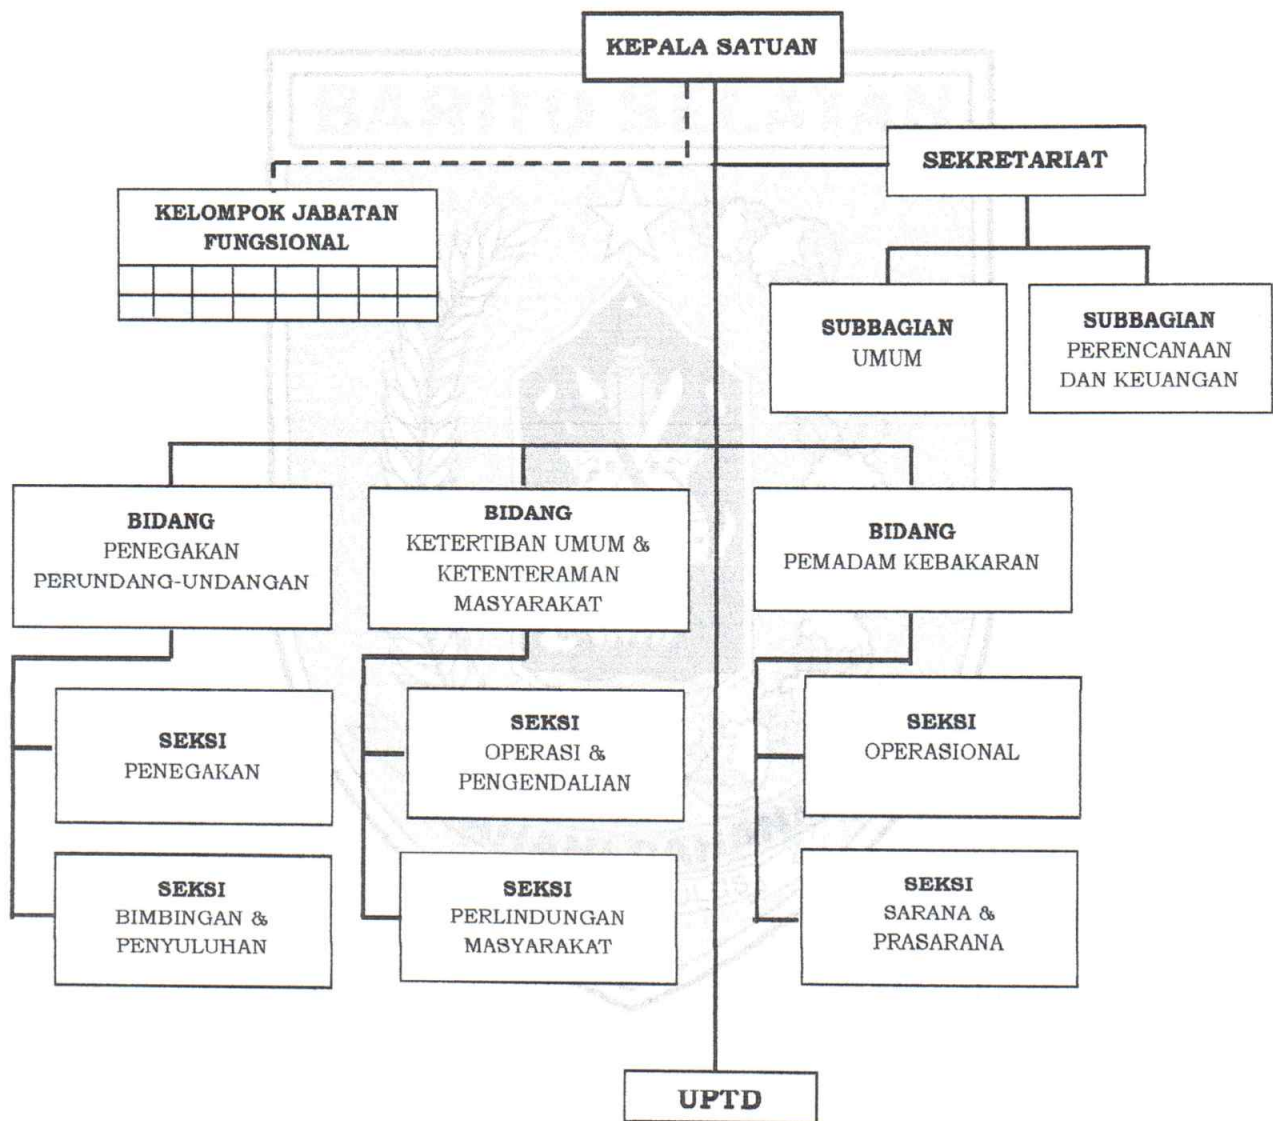 KEPALA SATUAN
BARITO SELATAN
SEKRETARIAT
KELOMPOK JABATAN
FUNGSIONAL
SUBBAGIAN
UMUM
SUBBAGIAN
PERENCANAAN
DAN KEUANGAN
BIDANG
PENEGAKAN
PERUNDANG-UNDANGAN
BIDANG
KETERTIBAN UMUM &
KETENTERAMAN
MASYARAKAT
BIDANG
PEMADAM KEBAKARAN
SEKSI
PENEGAKAN
SEKSI
OPERASI &
PENGENDALIAN
SEKSI
OPERASIONAL
SEKSI
BIMBINGAN &
PENYULUHAN
SEKSI
PERLINDUNGAN
MASYARAKAT
SEKSI
SARANA &
PRASARANA
UPTD